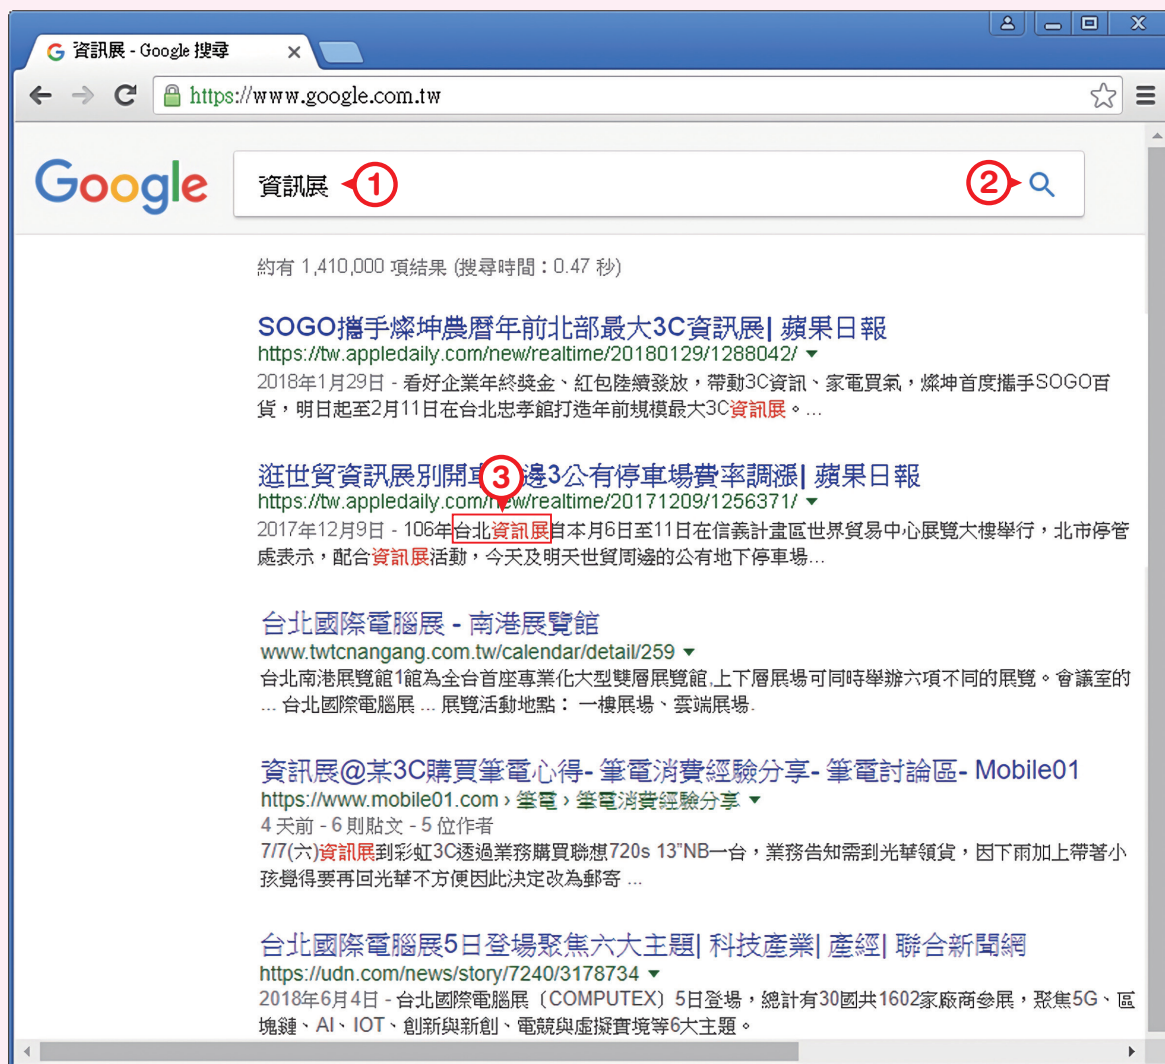 資訊展 - Google 搜尋
https://www.google.com.tw
Google 資訊展 1 2
約有 1,410,000 項結果 (搜尋時間：0.47 秒)
SOGO攜手燦坤農曆年前北部最大3C資訊展| 蘋果日報
https://tw.appledaily.com/new/realtime/20180129/1288042/
2018年1月29日 - 看好企業年終獎金、紅包陸續發放，帶動3C資訊、家電買氣，燦坤首度攜手SOGO百
貨，明日起至2月11日在台北忠孝館打造年前規模最大3C資訊展。...
逛世貿資訊展別開車 3 邊3公有停車場費率調漲| 蘋果日報
https://tw.appledaily.com/new/realtime/20171209/1256371/
2017年12月9日 - 106年台北資訊展自本月6日至11日在信義計畫區世界貿易中心展覽大樓舉行，北市停管
處表示，配合資訊展活動，今天及明天世貿周邊的公有地下停車場...
台北國際電腦展 - 南港展覽館
www.twtcnangang.com.tw/calendar/detail/259
台北南港展覽館1館為全台首座專業化大型雙層展覽館,上下層展場可同時舉辦六項不同的展覽。會議室的
... 台北國際電腦展 ... 展覽活動地點： 一樓展場、雲端展場.
資訊展@某3C購買筆電心得- 筆電消費經驗分享- 筆電討論區- Mobile01
https://www.mobile01.com › 筆電 › 筆電消費經驗分享
4 天前 - 6 則貼文 - 5 位作者
7/7(六)資訊展到彩虹3C透過業務購買聯想720s 13"NB一台，業務告知需到光華領貨，因下雨加上帶著小
孩覺得要再回光華不方便因此決定改為郵寄 ...
台北國際電腦展5日登場聚焦六大主題| 科技產業| 產經| 聯合新聞網
https://udn.com/news/story/7240/3178734
2018年6月4日 - 台北國際電腦展〔COMPUTEX〕5日登場，總計有30國共1602家廠商參展，聚焦5G、區
塊鏈、AI、IOT、創新與新創、電競與虛擬實境等6大主題。